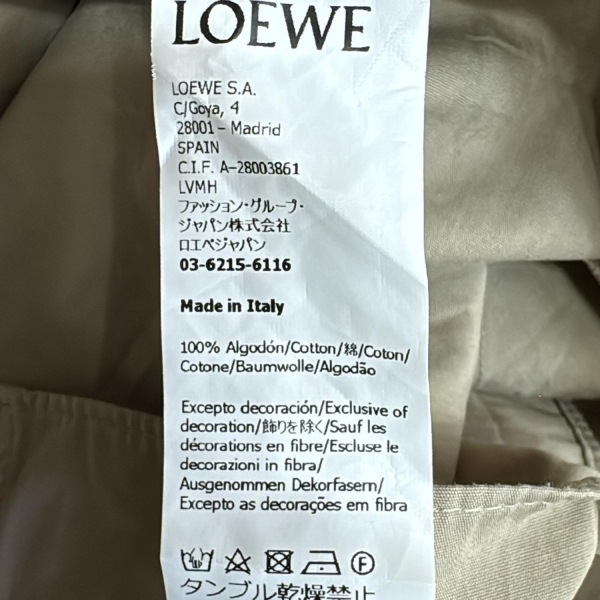 LOEWE
LOEWE S.A.
C/Goya, 4
28001 – Madrid
SPAIN
C.I.F. A-28003861
LVMH
ファッション・グループ・
ジャパン株式会社
ロエベジャパン
03-6215-6116
Made in Italy
100% Algodón/Cotton/綿/Coton/
Cotone/Baumwolle/Algodão
Excepto decoración/Exclusive of
decoration/飾りを除く/Sauf les
décorations en fibre/Escluse le
decorazioni in fibra/
Ausgenommen Dekorfasern/
Excepto as decorações em fibra
F
タンブル乾燥禁止